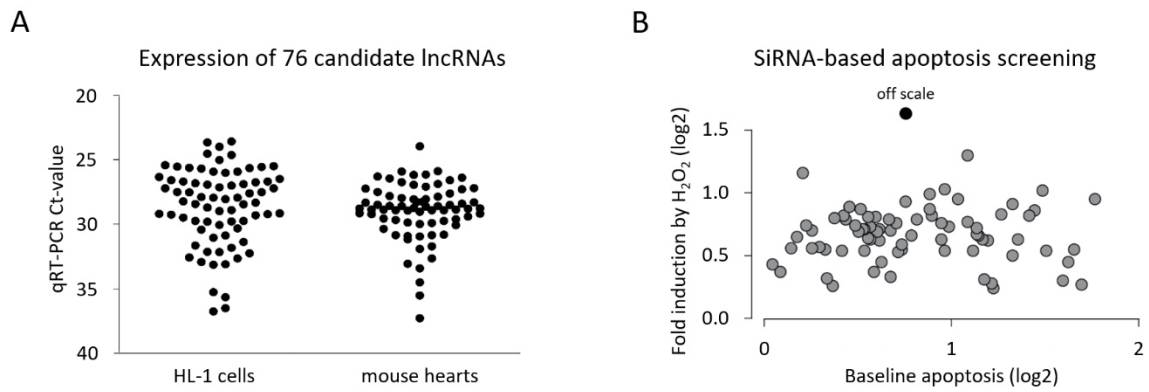 A
Expression of 76 candidate lncRNAs
20
25
30
35
40
qRT-PCR Ct-value
HL-1 cells
mouse hearts
B
SiRNA-based apoptosis screening
off scale
1.5
1.0
0.5
0.0
Fold induction by H₂O₂ (log2)
0
1
2
Baseline apoptosis (log2)